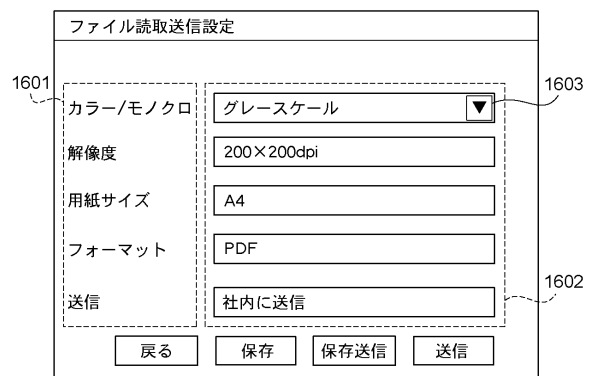 ファイル読取送信設定
1601
1603
カラー/モノクロ グレースケール ▼
解像度 200×200dpi
用紙サイズ A4
フォーマット PDF
1602
送信 社内に送信
戻る 保存 保存送信 送信